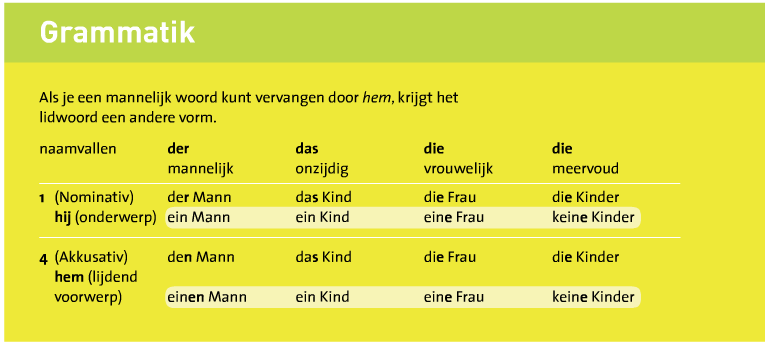 Grammatik
Als je een mannelijk woord kunt vervangen door hem, krijgt het
lidwoord een andere vorm.
naamvallen der das die die
mannelijk onzijdig vrouwelijk meervoud
1 (Nominativ) der Mann das Kind die Frau die Kinder
hij (onderwerp) ein Mann ein Kind eine Frau keine Kinder
4 (Akkusativ) den Mann das Kind die Frau die Kinder
hem (lijdend
voorwerp) einen Mann ein Kind eine Frau keine Kinder